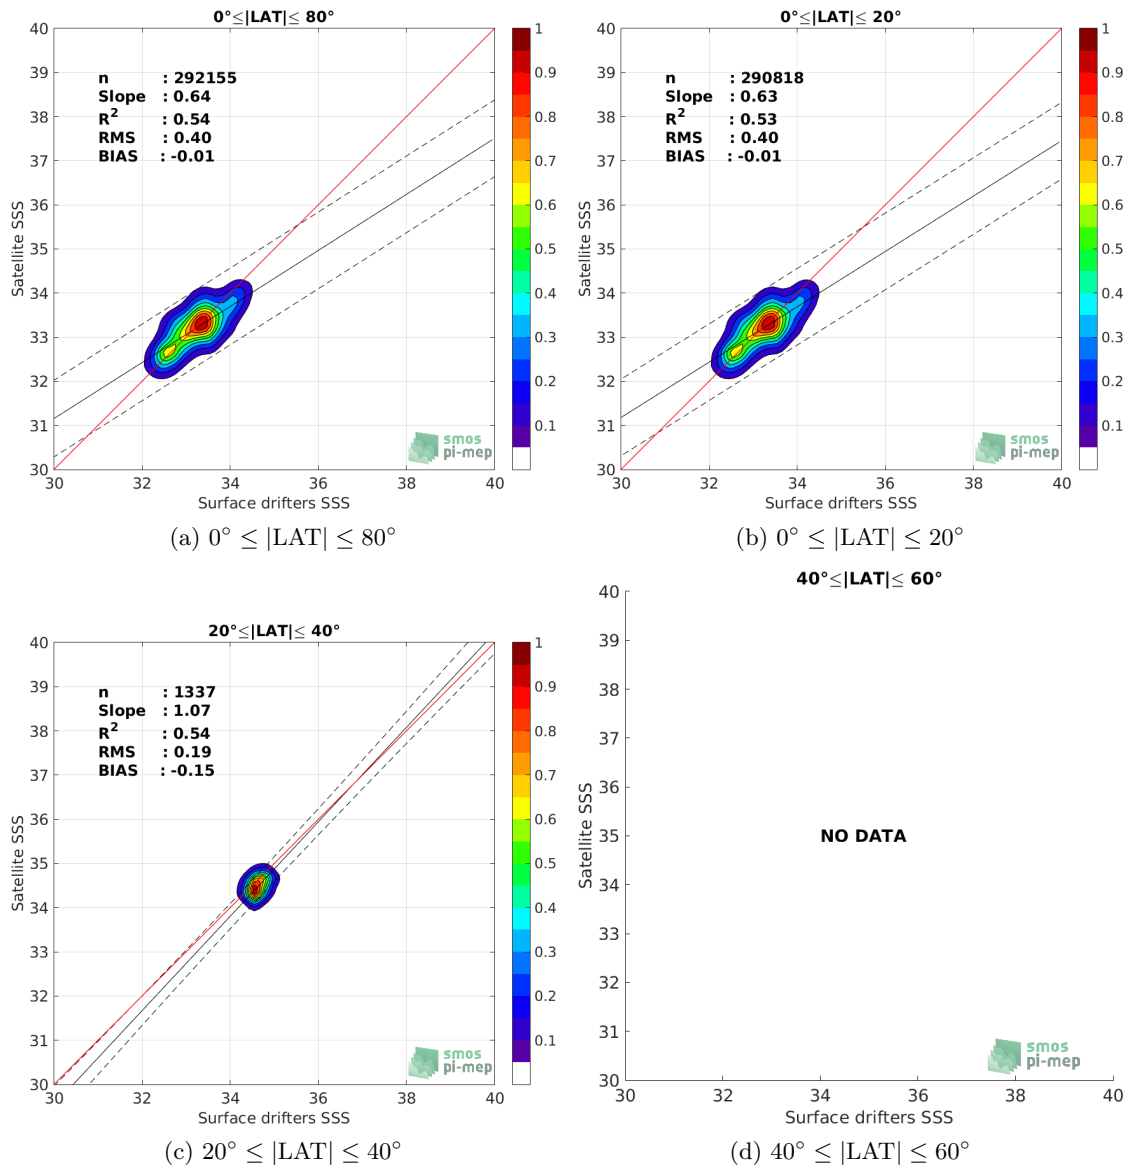 0°≤|LAT|≤ 80°
40
39
38
37
36
35
34
33
32
31
30
30
32
34
36
38
40
Satellite SSS
Surface drifters SSS
n : 292155
Slope : 0.64
R2 : 0.54
RMS : 0.40
BIAS : -0.01
1
0.9
0.8
0.7
0.6
0.5
0.4
0.3
0.2
0.1
smos
pi-mep
(a) 0° ≤ |LAT| ≤ 80°
0°≤|LAT|≤ 20°
40
39
38
37
36
35
34
33
32
31
30
30
32
34
36
38
40
Satellite SSS
Surface drifters SSS
n : 290818
Slope : 0.63
R2 : 0.53
RMS : 0.40
BIAS : -0.01
1
0.9
0.8
0.7
0.6
0.5
0.4
0.3
0.2
0.1
smos
pi-mep
(b) 0° ≤ |LAT| ≤ 20°
20°≤|LAT|≤ 40°
40
39
38
37
36
35
34
33
32
31
30
30
32
34
36
38
40
Satellite SSS
Surface drifters SSS
n : 1337
Slope : 1.07
R2 : 0.54
RMS : 0.19
BIAS : -0.15
1
0.9
0.8
0.7
0.6
0.5
0.4
0.3
0.2
0.1
smos
pi-mep
(c) 20° ≤ |LAT| ≤ 40°
40°≤|LAT|≤ 60°
40
39
38
37
36
35
34
33
32
31
30
30
32
34
36
38
40
Satellite SSS
Surface drifters SSS
NO DATA
smos
pi-mep
(d) 40° ≤ |LAT| ≤ 60°